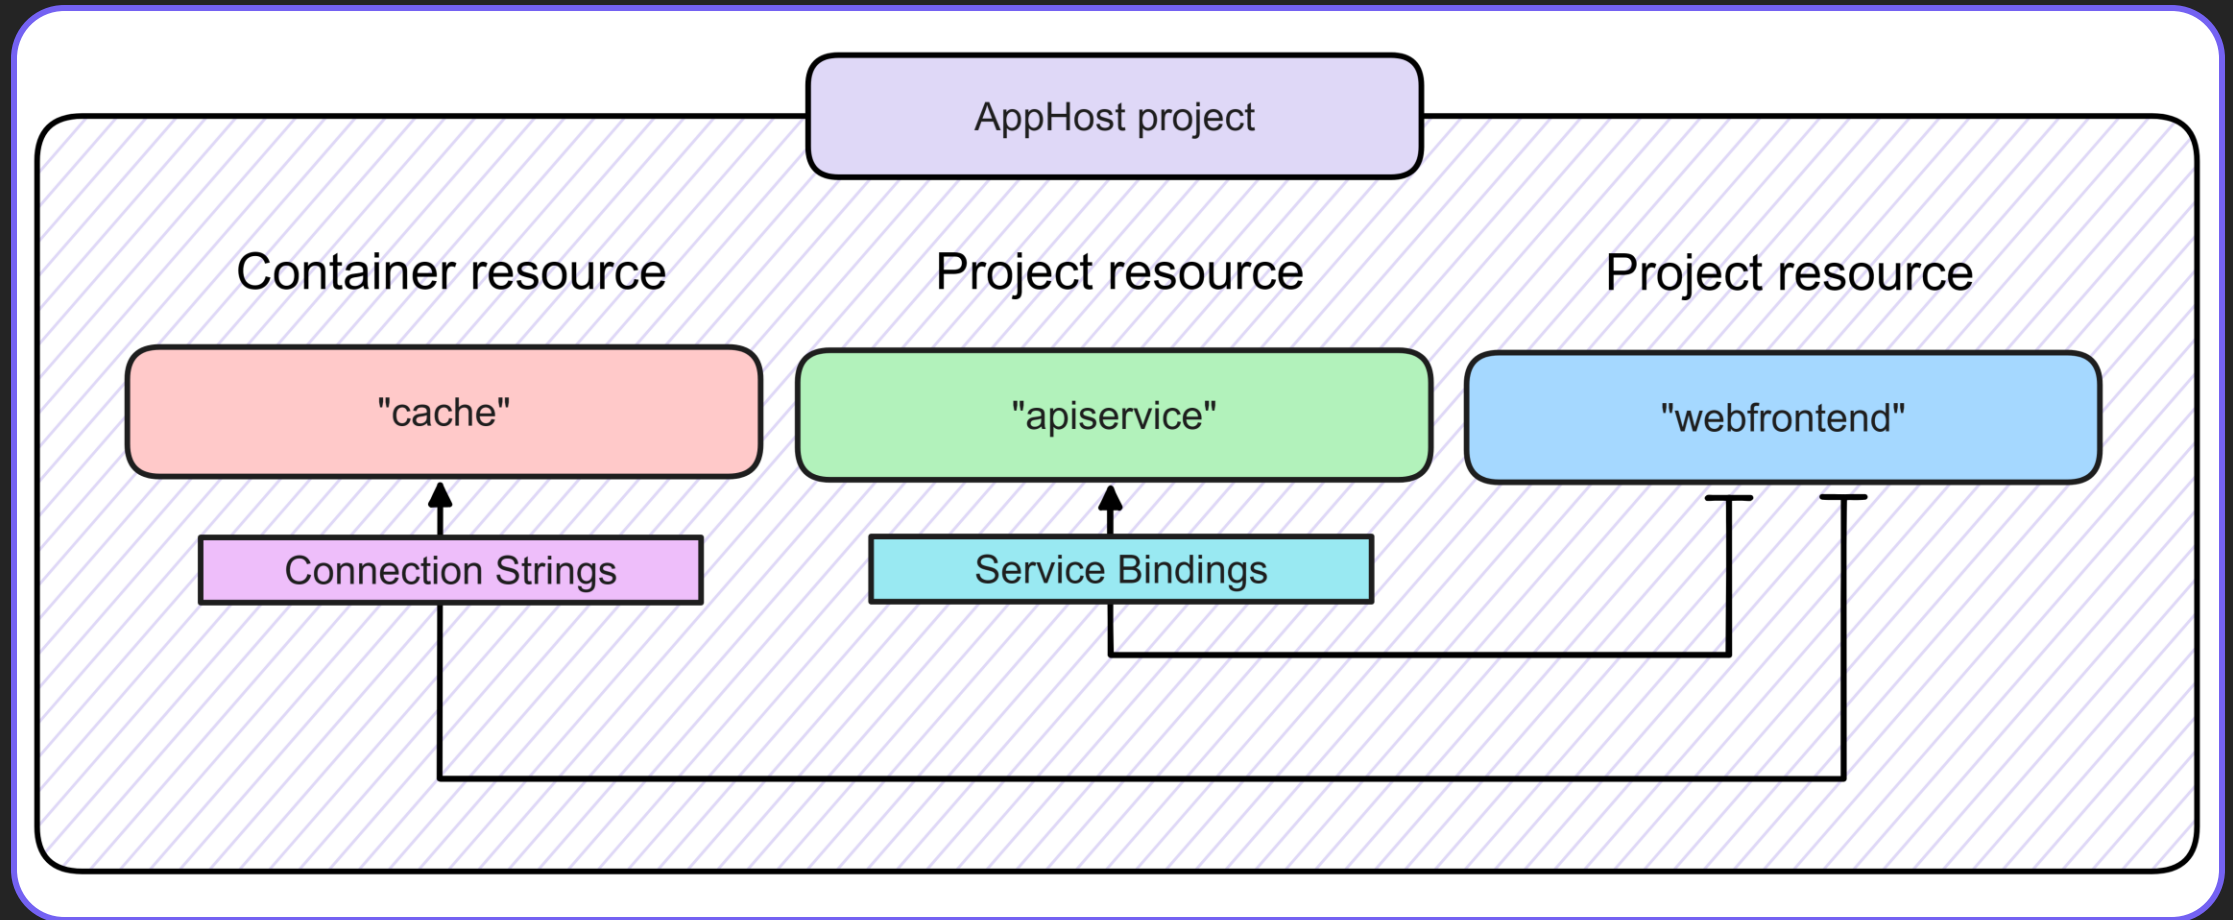 AppHost project
Container resource
Project resource
Project resource
"cache"
"apiservice"
"webfrontend"
Connection Strings
Service Bindings